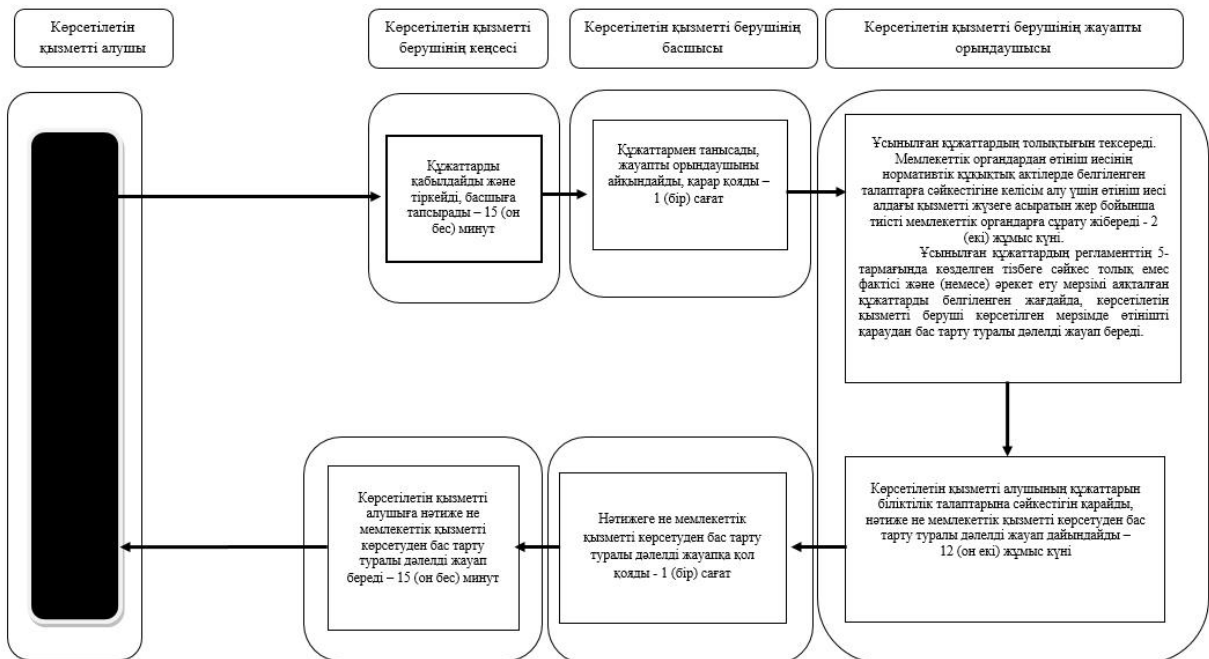 Көрсетілетін
қызметті алушы
Көрсетілетін қызметті
берушінің кеңсесі
Көрсетілетін қызметті берушінің
басшысы
Көрсетілетін қызметті берушінің жауапты
орындаушысы
Құжаттарды
қабылдайды және
тіркейді, басшыға
тапсырады – 15 (он
бес) минут
Құжаттармен танысады,
жауапты орындаушыны
айқындайды, қарар қояды –
1 (бір) сағат
Ұсынылған құжаттардың толықтығын тексереді.
Мемлекеттік органдардан өтініш иесінің
нормативтік құқықтық актілерде белгіленген
талаптарға сәйкестігіне келісім алу үшін өтініш иесі
алдағы қызметті жүзеге асыратын жер бойынша
тиісті мемлекеттік органдарға сұрату жібереді - 2
(екі) жұмыс күні.
Ұсынылған құжаттардың регламенттің 5-
тармағында көзделген тізбеге сәйкес толық емес
фактісі және (немесе) әрекет ету мерзімі аяқталған
құжаттарды белгіленген жағдайда, көрсетілетін
қызметті беруші көрсетілген мерзімде өтінішті
қараудан бас тарту туралы дәлелді жауап береді.
Көрсетілетін қызметті
алушыға нәтиже не
мемлекеттік қызметті
көрсетуден бас тарту
туралы дәлелді жауап
береді – 15 (он бес) минут
Нәтижеге не мемлекеттік
қызметті көрсетуден бас тарту
туралы дәлелді жауапқа қол
қояды - 1 (бір) сағат
Көрсетілетін қызметті алушының құжаттарын
біліктілік талаптарына сәйкестігін қарайды,
нәтиже не мемлекеттік қызметті көрсетуден бас
тарту туралы дәлелді жауап дайындайды –
12 (он екі) жұмыс күні